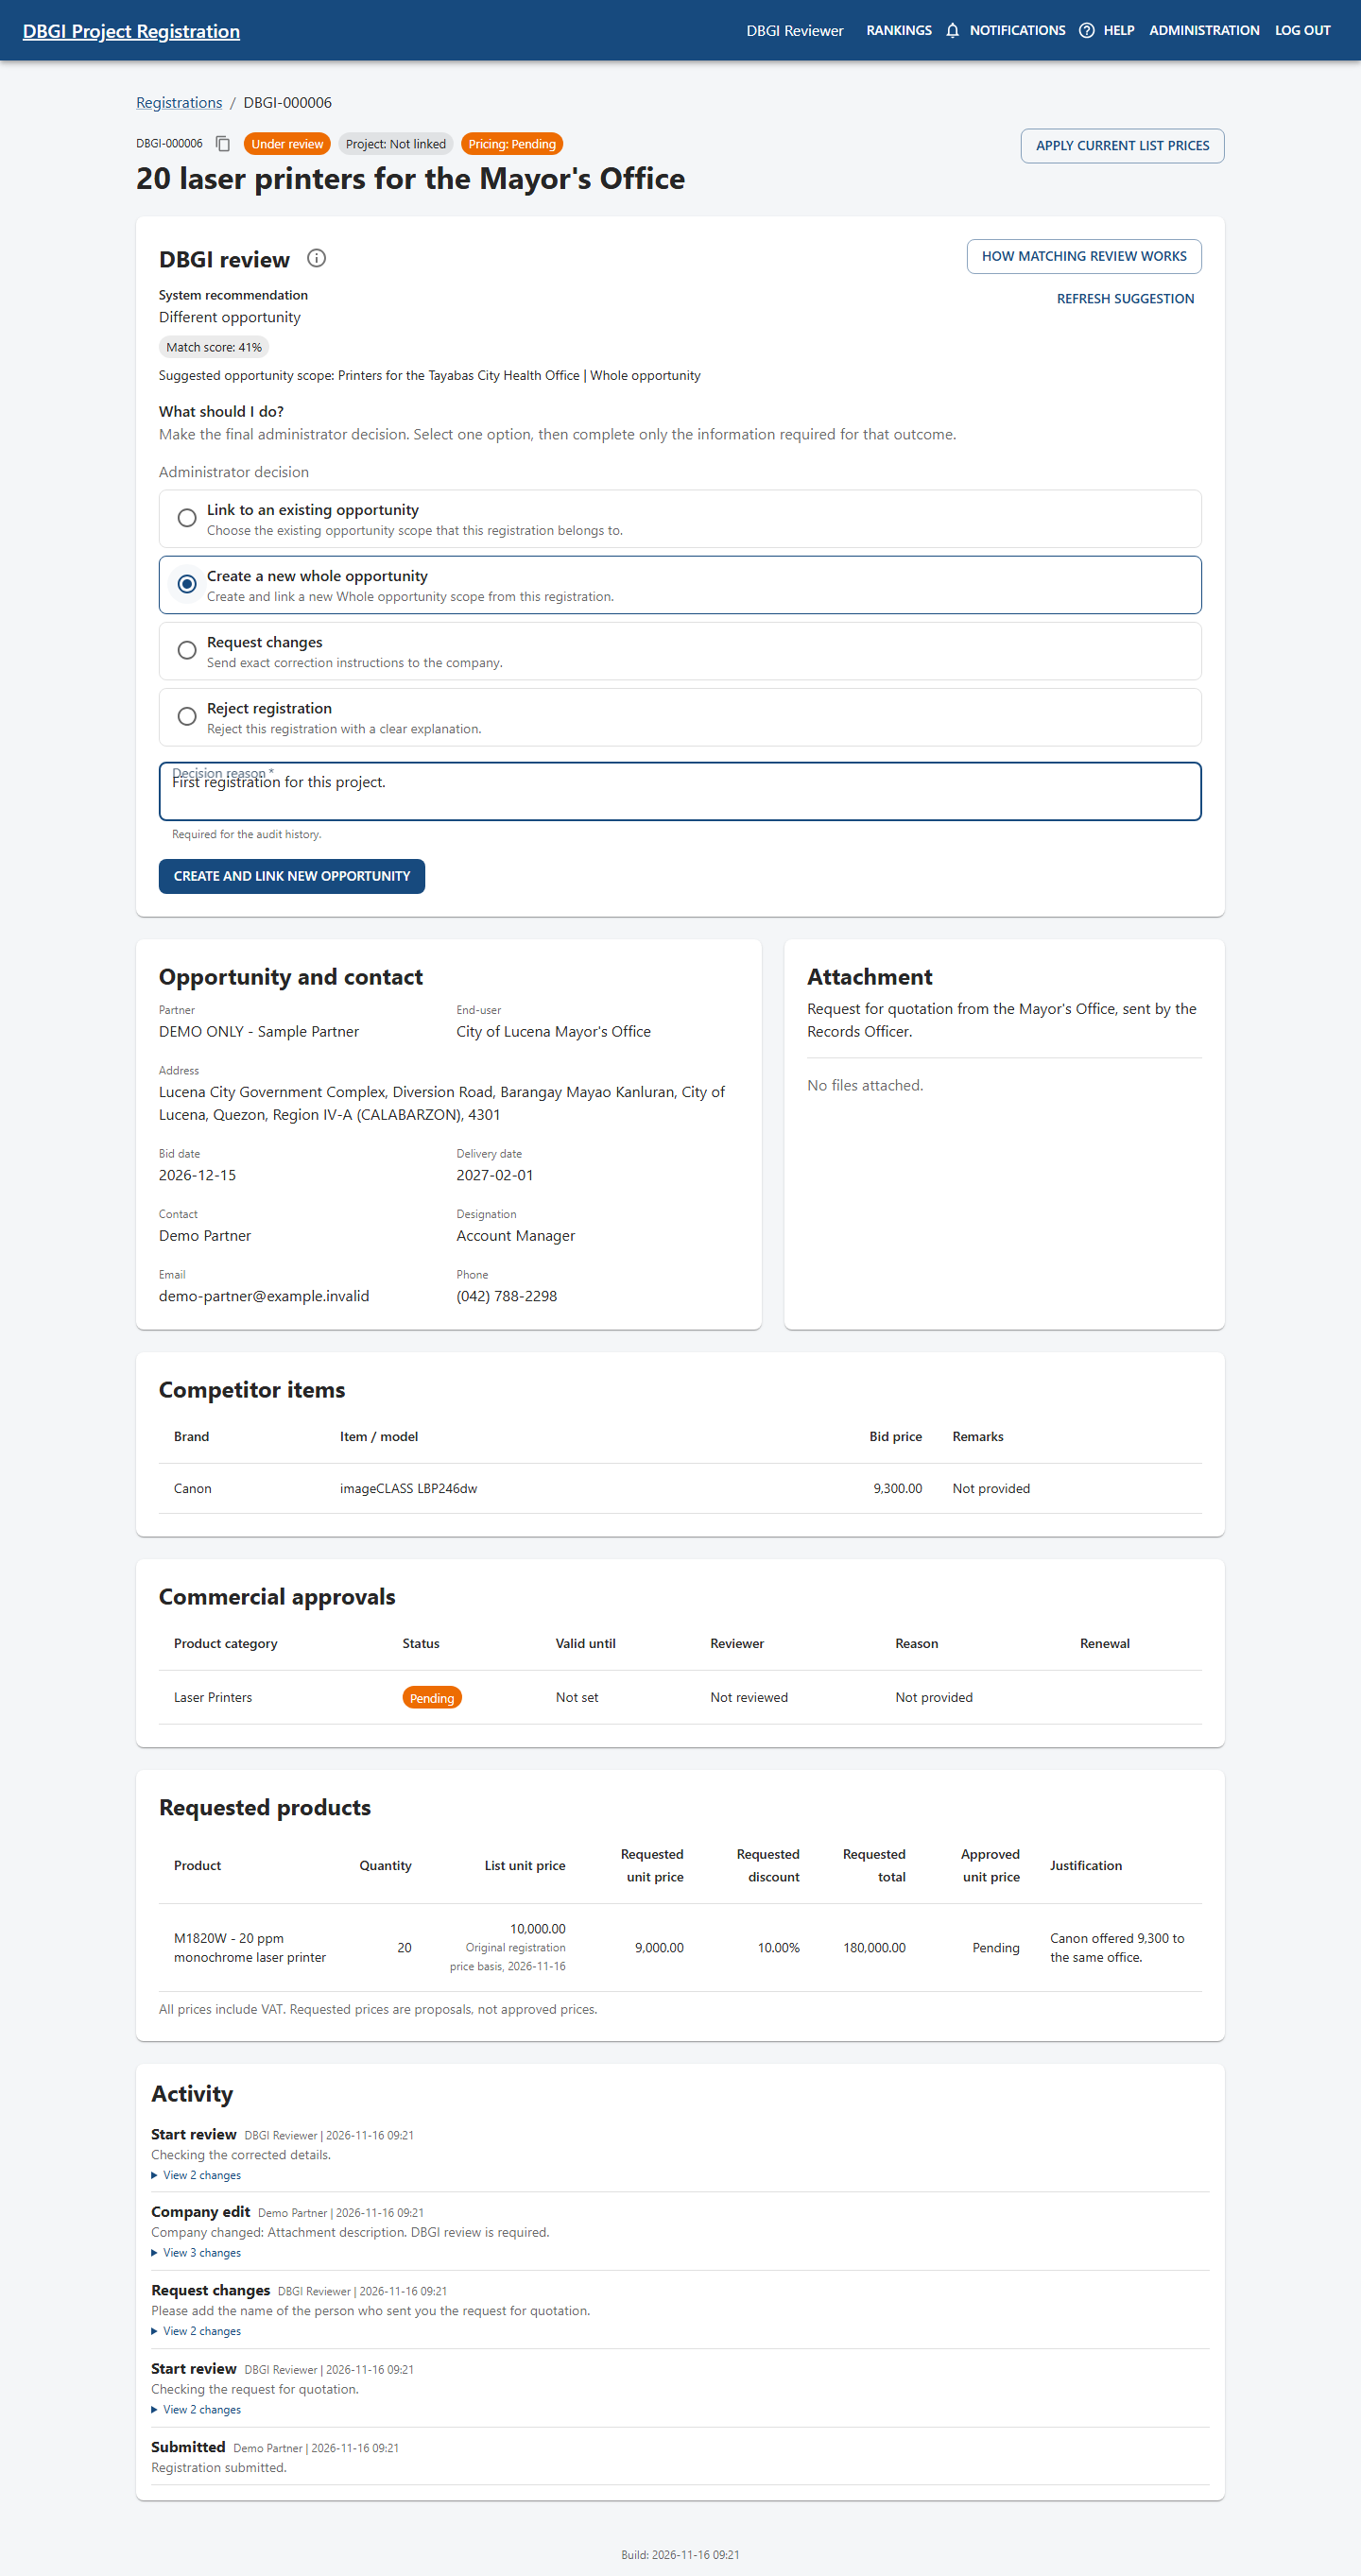 DBGI Project Registration
DBGI Reviewer RANKINGS NOTIFICATIONS HELP ADMINISTRATION LOG OUT
Registrations / DBGI-000006
DBGI-000006 Under review Project: Not linked Pricing: Pending
APPLY CURRENT LIST PRICES
20 laser printers for the Mayor's Office
DBGI review
HOW MATCHING REVIEW WORKS
System recommendation
REFRESH SUGGESTION
Different opportunity
Match score: 41%
Suggested opportunity scope: Printers for the Tayabas City Health Office | Whole opportunity
What should I do?
Make the final administrator decision. Select one option, then complete only the information required for that outcome.
Administrator decision
Link to an existing opportunity
Choose the existing opportunity scope that this registration belongs to.
Create a new whole opportunity
Create and link a new Whole opportunity scope from this registration.
Request changes
Send exact correction instructions to the company.
Reject registration
Reject this registration with a clear explanation.
Decision reason *
First registration for this project.
Required for the audit history.
CREATE AND LINK NEW OPPORTUNITY
Opportunity and contact
Partner End-user
DEMO ONLY - Sample Partner City of Lucena Mayor's Office
Address
Lucena City Government Complex, Diversion Road, Barangay Mayao Kanluran, City of
Lucena, Quezon, Region IV-A (CALABARZON), 4301
Bid date Delivery date
2026-12-15 2027-02-01
Contact Designation
Demo Partner Account Manager
Email Phone
demo-partner@example.invalid (042) 788-2298
Attachment
Request for quotation from the Mayor's Office, sent by the
Records Officer.
No files attached.
Competitor items
Brand Item / model Bid price Remarks
Canon imageCLASS LBP246dw 9,300.00 Not provided
Commercial approvals
Product category Status Valid until Reviewer Reason Renewal
Laser Printers Pending Not set Not reviewed Not provided
Requested products
Product Quantity List unit price Requested unit price Requested discount Requested total Approved unit price Justification
M1820W - 20 ppm monochrome laser printer 20 10,000.00 Original registration price basis, 2026-11-16 9,000.00 10.00% 180,000.00 Pending Canon offered 9,300 to the same office.
All prices include VAT. Requested prices are proposals, not approved prices.
Activity
Start review DBGI Reviewer | 2026-11-16 09:21
Checking the corrected details.
View 2 changes
Company edit Demo Partner | 2026-11-16 09:21
Company changed: Attachment description. DBGI review is required.
View 3 changes
Request changes DBGI Reviewer | 2026-11-16 09:21
Please add the name of the person who sent you the request for quotation.
View 2 changes
Start review DBGI Reviewer | 2026-11-16 09:21
Checking the request for quotation.
View 2 changes
Submitted Demo Partner | 2026-11-16 09:21
Registration submitted.
Build: 2026-11-16 09:21